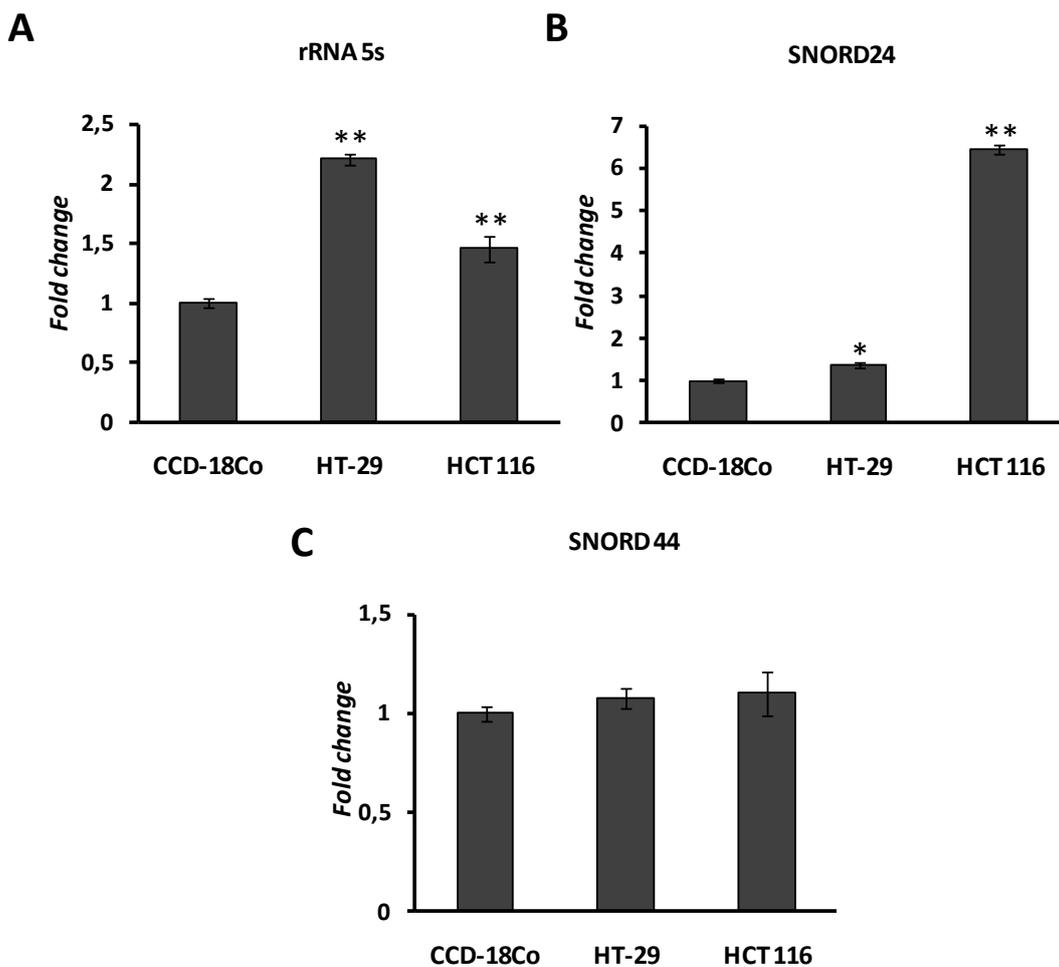 A
rRNA 5s
2,5
2
1,5
1
0,5
0
Fold change
**
**
CCD-18Co HT-29 HCT 116
B
SNORD24
7
6
5
4
3
2
1
0
Fold change
*
**
CCD-18Co HT-29 HCT 116
C
SNORD 44
1,5
1
0,5
0
Fold change
CCD-18Co HT-29 HCT 116